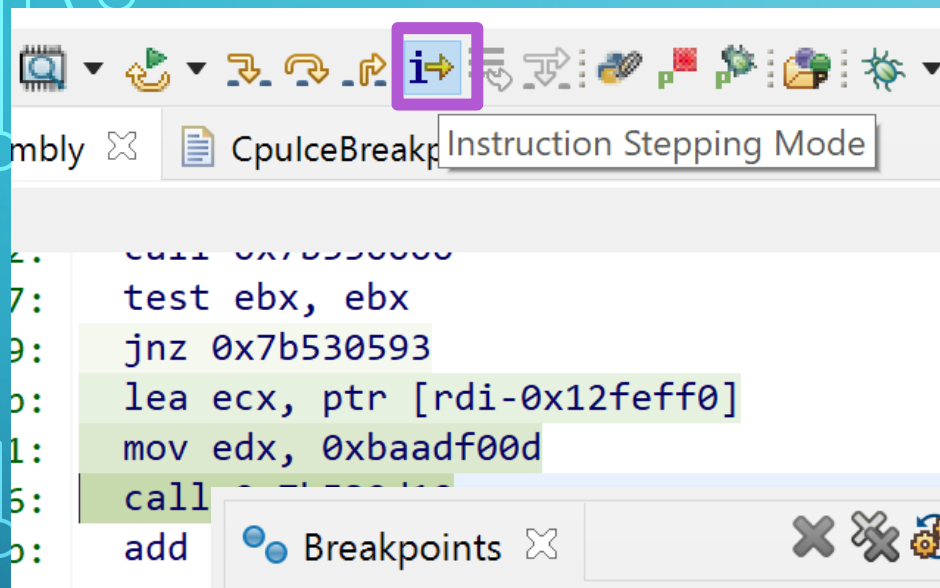 i
p
p
p
mbly
CpuIceBreakp
Instruction Stepping Mode
2:
7: test ebx, ebx
9: jnz 0x7b530593
b: lea ecx, ptr [rdi-0x12feff0]
1: mov edx, 0xbaadf00d
6: call
b: add
Breakpoints